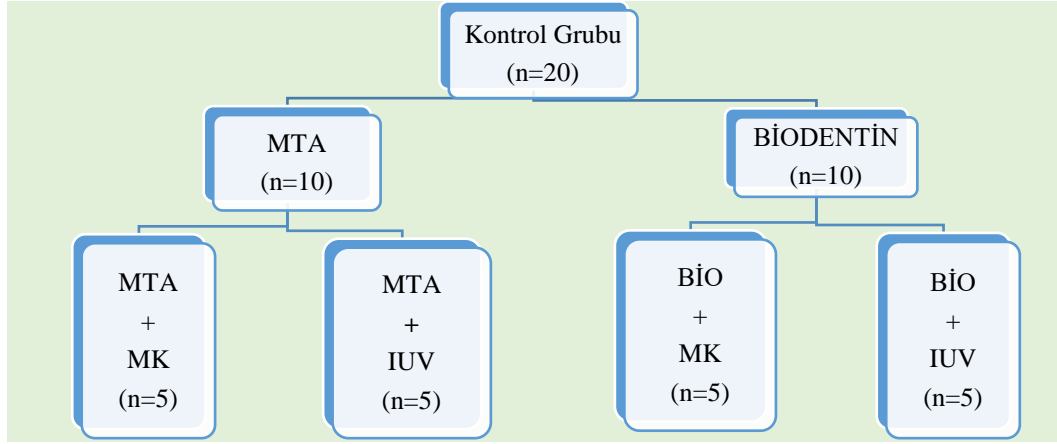 Kontrol Grubu
(n=20)
MTA
(n=10)
BİODENTİN
(n=10)
MTA
+
MK
(n=5)
MTA
+
IUV
(n=5)
BİO
+
MK
(n=5)
BİO
+
IUV
(n=5)